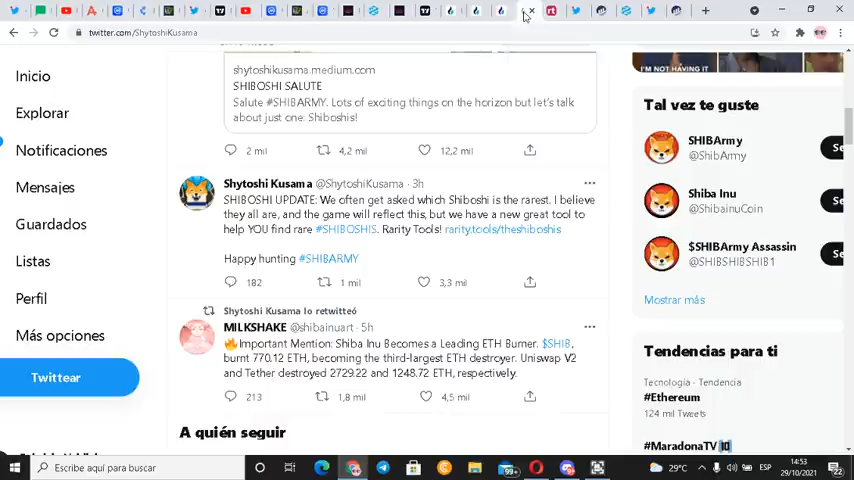 twitter.com/ShytoshiKusama
Inicio
Explorar
Notificaciones
Mensajes
Guardados
Listas
Perfil
Más opciones
Twittear
shytoshikusama.medium.com
SHIBOSHI SALUTE
Salute #SHIBARMY. Lots of exciting things on the horizon but let's talk
about just one: Shiboshis!
2 mil 4,2 mil 12,2 mil
Shytoshi Kusama @ShytoshiKusama · 3h
SHIBOSHI UPDATE: We often get asked which Shiboshi is the rarest. I believe
they all are, and the game will reflect this, but we have a new great tool to
help YOU find rare #SHIBOSHIS. Rarity Tools! rarity.tools/theshiboshis
Happy hunting #SHIBARMY
182 1 mil 3,3 mil
Shytoshi Kusama lo retwitteó
MILKSHAKE @shibainuart · 5h
🔥Important Mention: Shiba Inu Becomes a Leading ETH Burner. $SHIB,
burnt 770.12 ETH, becoming the third-largest ETH destroyer. Uniswap V2
and Tether destroyed 2729.22 and 1248.72 ETH, respectively.
213 1,8 mil 4,5 mil
A quién seguir
I'M NOT HAVING IT
Tal vez te guste
SHIBArmy
@ShibArmy
Se
Shiba Inu
@ShibainuCoin
Se
$SHIBArmy Assassin
@SHIBSHIBSHIB1
Se
Mostrar más
Tendencias para ti
Tecnología · Tendencia
#Ethereum
124 mil Tweets
#MaradonaTV
Escribe aquí para buscar
99+
29°C
ESP
14:53
29/10/2021
22